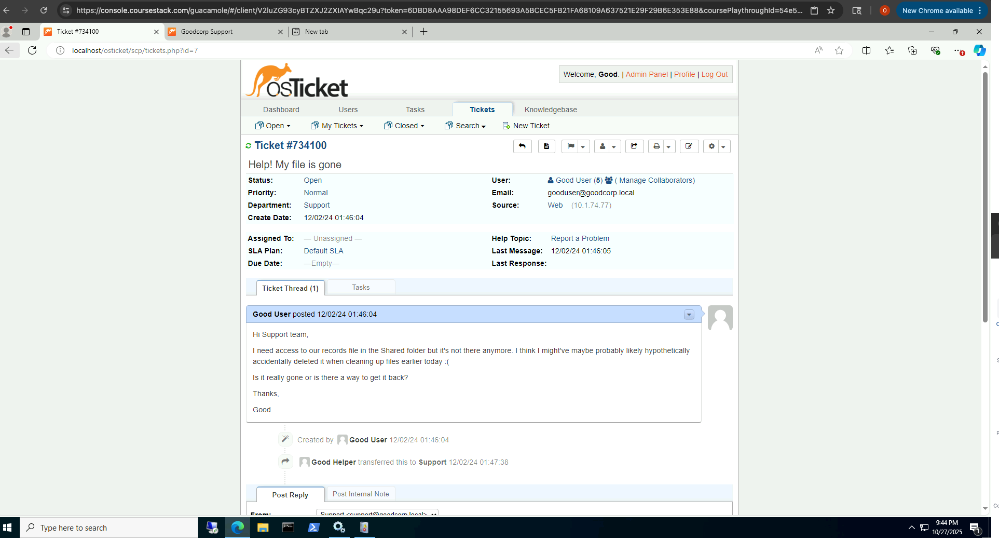 https://console.coursestack.com/guacamole/#/client/V2luZG93cyBTZXJ2ZXIAYwBqc29u?token=6DBD8AAA98DEF6CC32155693A5BCEC5FB21FA68109A637521E29F29B6E353E88&coursePlaythroughId=54e5... O New Chrome available
Ticket #734100 Goodcorp Support New tab
localhost/osticket/scp/tickets.php?id=7
osTicket
Welcome, Good. | Admin Panel | Profile | Log Out
Dashboard Users Tasks Tickets Knowledgebase
Open My Tickets Closed Search New Ticket
Ticket #734100
Help! My file is gone
Status: Open User: Good User (5) ( Manage Collaborators)
Priority: Normal Email: gooduser@goodcorp.local
Department: Support Source: Web (10.1.74.77)
Create Date: 12/02/24 01:46:04
Assigned To: — Unassigned — Help Topic: Report a Problem
SLA Plan: Default SLA Last Message: 12/02/24 01:46:05
Due Date: —Empty— Last Response:
Ticket Thread (1) Tasks
Good User posted 12/02/24 01:46:04
Hi Support team,
I need access to our records file in the Shared folder but it's not there anymore. I think I might've maybe probably likely hypothetically
accidentally deleted it when cleaning up files earlier today :(
Is it really gone or is there a way to get it back?
Thanks,
Good
Created by Good User 12/02/24 01:46:04
Good Helper transferred this to Support 12/02/24 01:47:38
Post Reply Post Internal Note
From: Support <support@goodcorp.local>
Type here to search
9:44 PM
10/27/2025
1